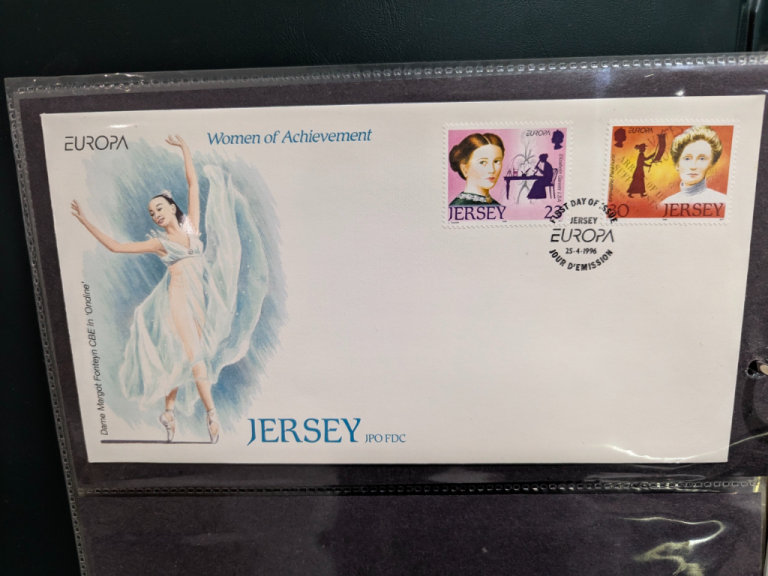 EUROPA
Women of Achievement
EUROPA
JERSEY
EUROPA
JERSEY
FIRST DAY OF ISSUE
JERSEY
EUROPA
25-4-1996
JOUR D'EMISSION
Dame Margot Fonteyn CBE in 'Ondine'
JERSEY JPO FDC